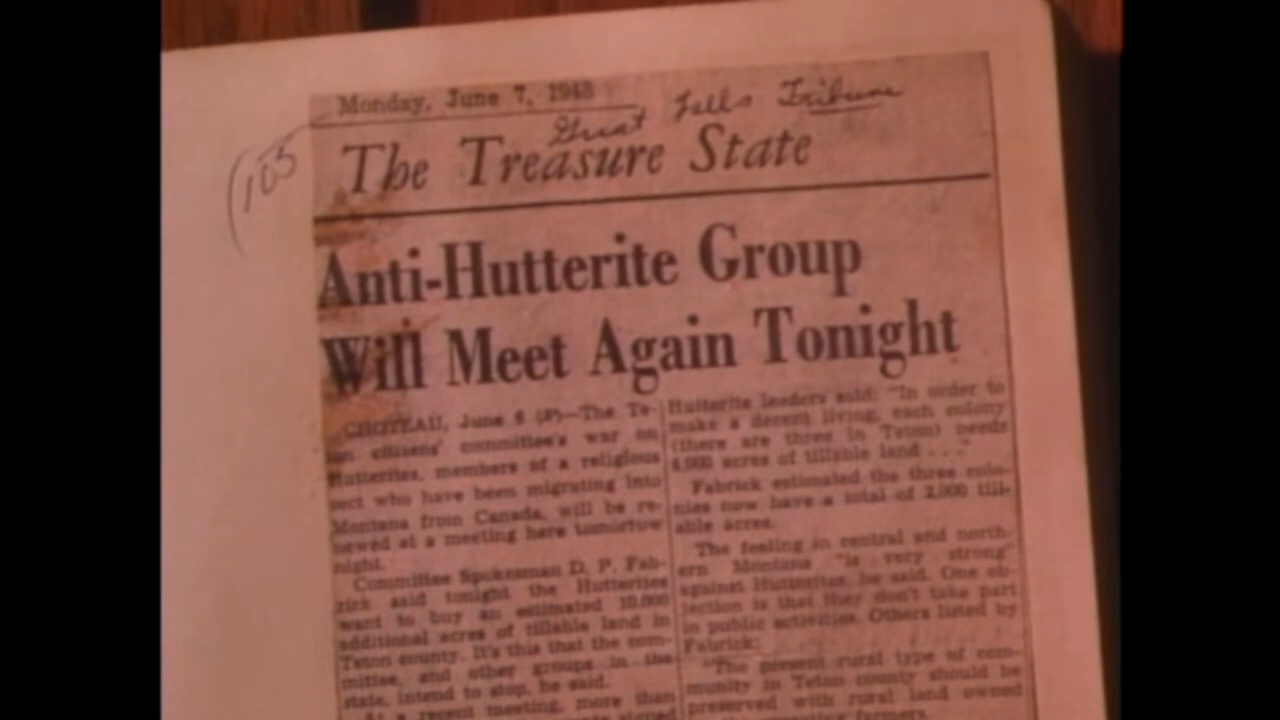 Monday, June 7, 1948
Great Falls Tribune
(103
The Treasure State
Anti-Hutterite Group
Will Meet Again Tonight
CHOTEAU, June 6 (AP)—The Te-
ton citizens' committee's war on
Hutterites, members of a religious
sect who have been migrating into
Montana from Canada, will be re-
newed at a meeting here tomorrow
night.
Committee Spokesman D. P. Fab-
rick said tonight the Hutterites
want to buy an estimated 10,000
additional acres of tillable land in
Teton county. It's this that the com-
mittee, and other groups in the
state, intend to stop, he said.
At a recent meeting, more than
signed
Hutterite leaders said: "In order to
make a decent living, each colony
(there are three in Teton) needs
4,000 acres of tillable land . . ."
Fabrick estimated the three colo-
nies now have a total of 2,000 till-
able acres.
The feeling in central and north-
ern Montana "is very strong"
against Hutterites, he said. One ob-
jection is that they don't take part
in public activities. Others listed by
Fabrick:
"The present rural type of com-
munity in Teton county should be
preserved with rural land owned
farmers.